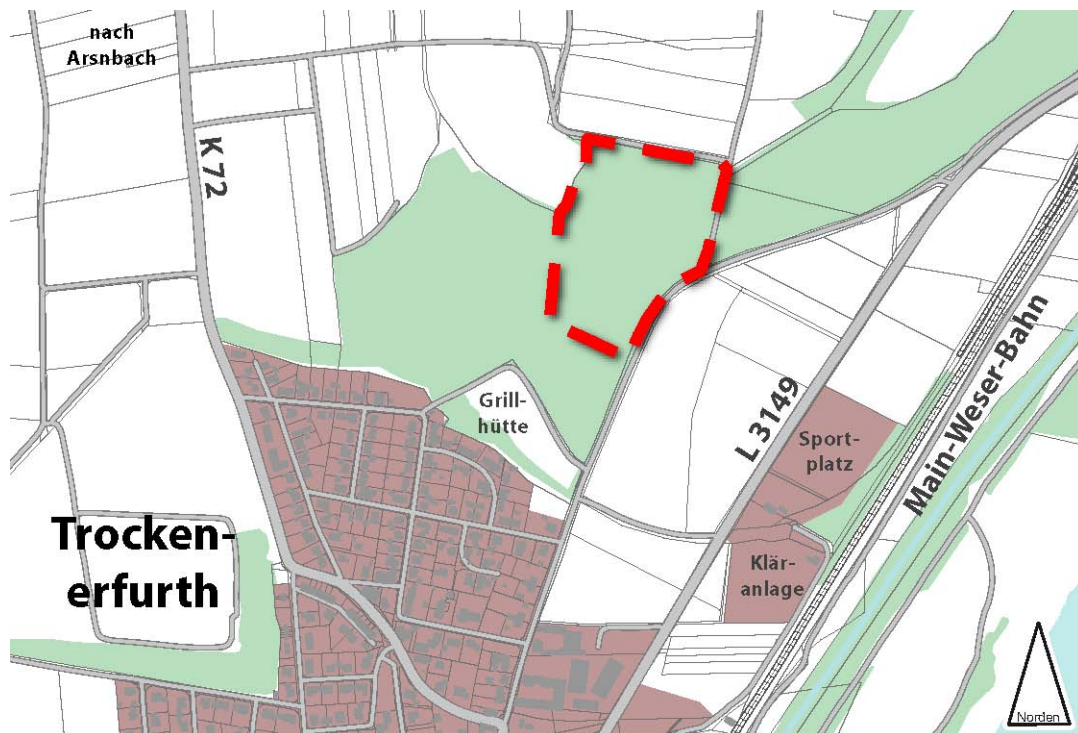 nach
Arsnbach
K 72
Grill-
hütte
L 3149
Sport-
platz
Main-Weser-Bahn
Klär-
anlage
Trocken-
erfurth
Norden